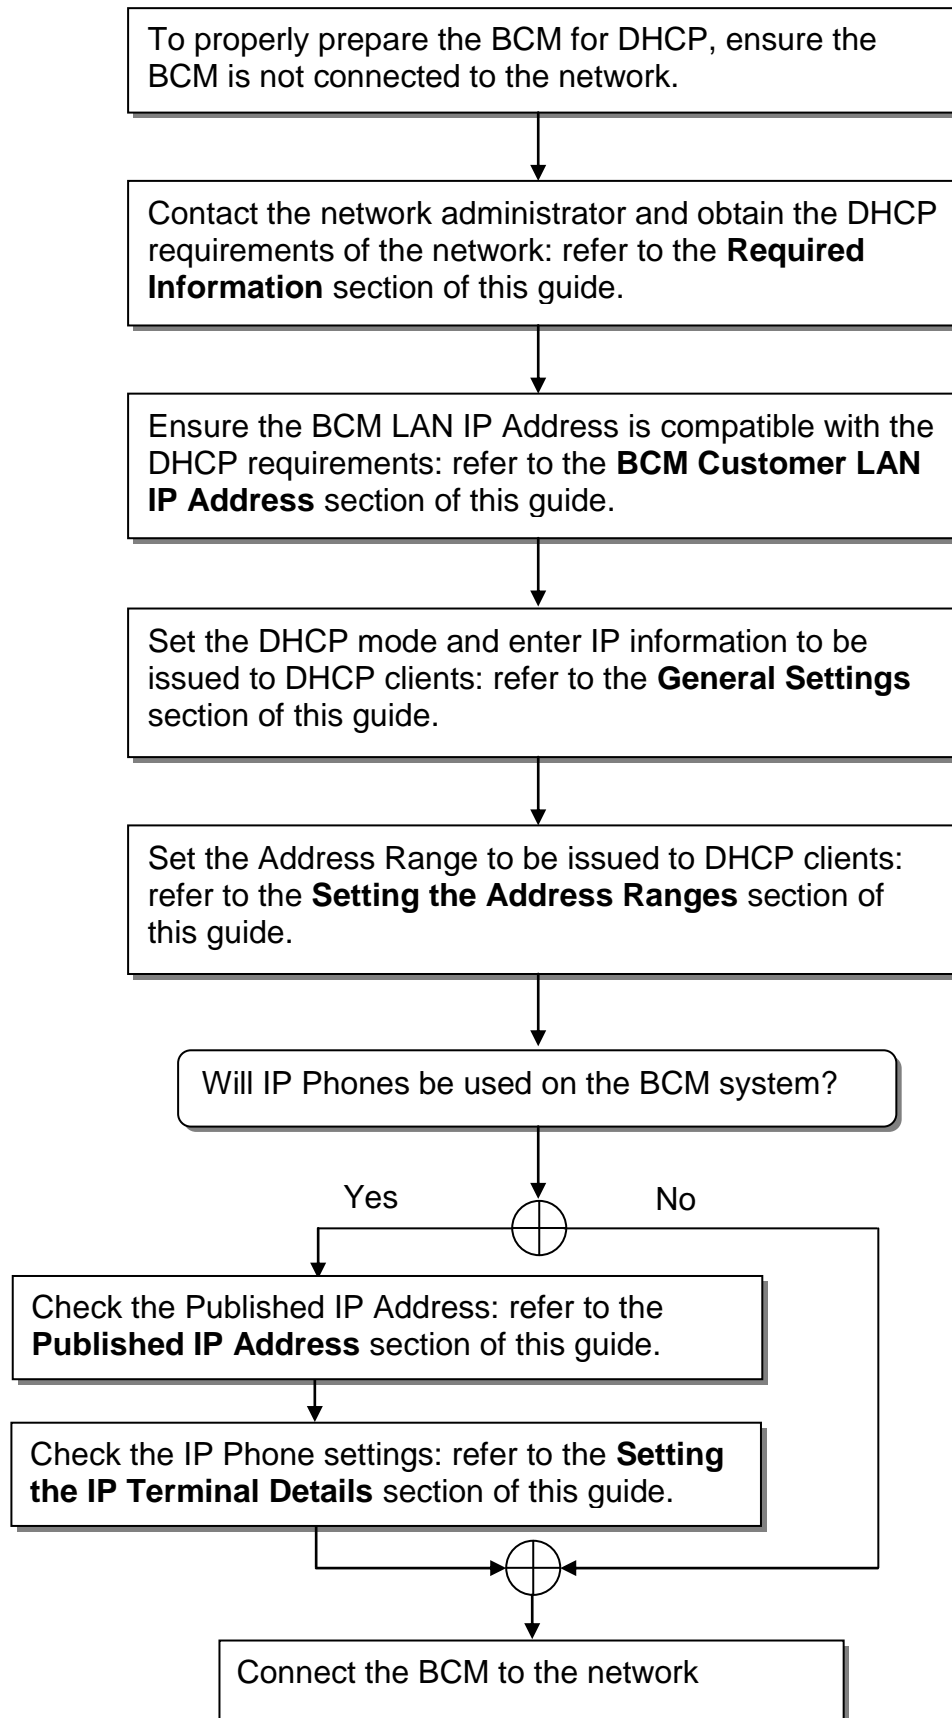 To properly prepare the BCM for DHCP, ensure the
BCM is not connected to the network.
Contact the network administrator and obtain the DHCP
requirements of the network: refer to the Required
Information section of this guide.
Ensure the BCM LAN IP Address is compatible with the
DHCP requirements: refer to the BCM Customer LAN
IP Address section of this guide.
Set the DHCP mode and enter IP information to be
issued to DHCP clients: refer to the General Settings
section of this guide.
Set the Address Range to be issued to DHCP clients:
refer to the Setting the Address Ranges section of
this guide.
Will IP Phones be used on the BCM system?
Yes
No
Check the Published IP Address: refer to the
Published IP Address section of this guide.
Check the IP Phone settings: refer to the Setting
the IP Terminal Details section of this guide.
Connect the BCM to the network